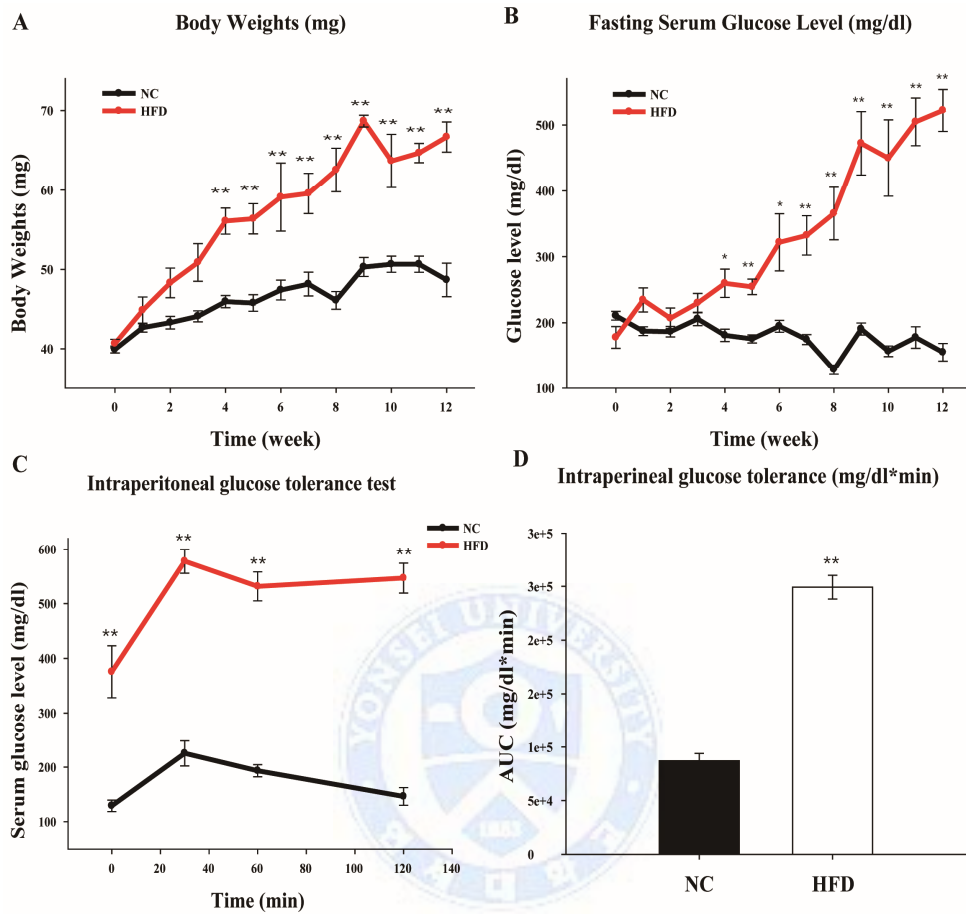 A
Body Weights (mg)
NC
HFD
Body Weights (mg)
70
60
50
40
** ** ** ** ** ** ** ** **
0 2 4 6 8 10 12
Time (week)
B
Fasting Serum Glucose Level (mg/dl)
NC
HFD
Glucose level (mg/dl)
500
400
300
200
100
* ** * ** ** ** ** ** **
0 2 4 6 8 10 12
Time (week)
C
Intraperitoneal glucose tolerance test
NC
HFD
Serum glucose level (mg/dl)
600
500
400
300
200
100
** ** ** **
0 20 40 60 80 100 120 140
Time (min)
D
Intraperineal glucose tolerance (mg/dl*min)
AUC (mg/dl*min)
3e+5
3e+5
2e+5
2e+5
1e+5
5e+4
0
**
NC HFD
YONSEI UNIVERSITY
1885